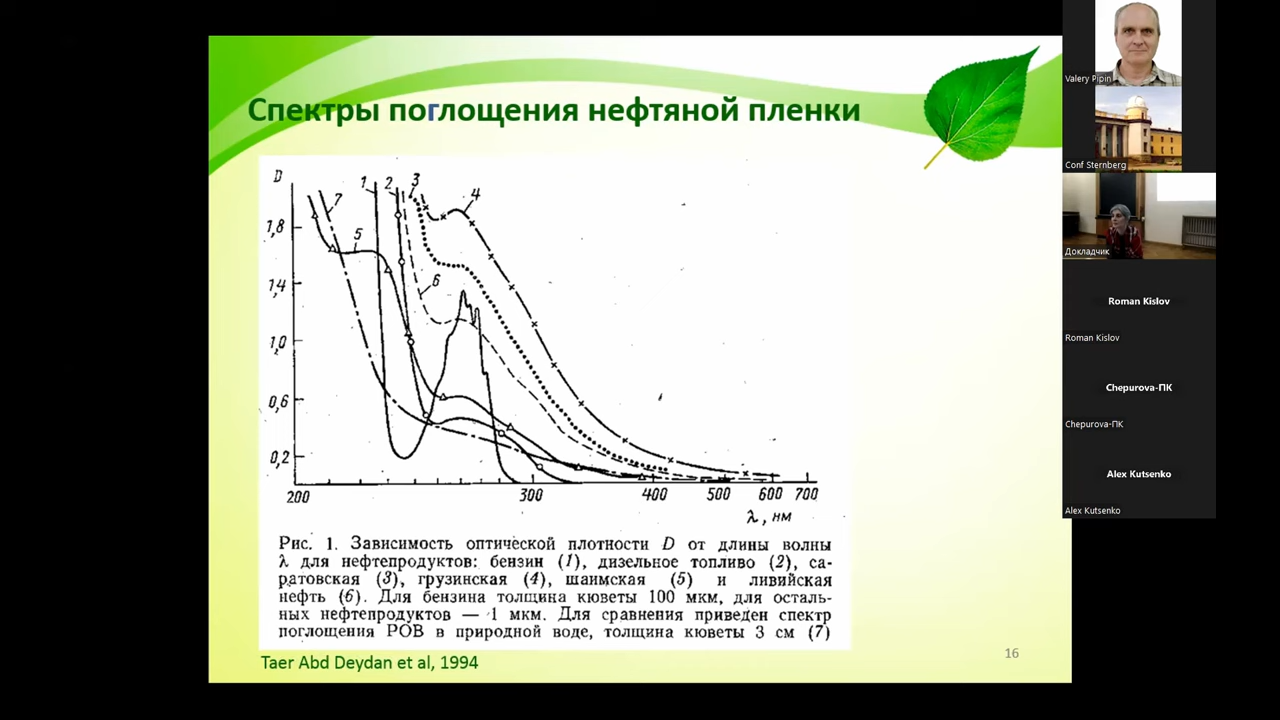 Спектры поглощения нефтяной пленки
D
1
2
3
4
7
5
6
1,8
1,4
1,0
0,6
0,2
200
300
400
500
600
700
λ, нм
Рис. 1. Зависимость оптической плотности D от длины волны
λ для нефтепродуктов: бензин (1), дизельное топливо (2), са-
ратовская (3), грузинская (4), шаимская (5) и ливийская
нефть (6). Для бензина толщина кюветы 100 мкм, для осталь-
ных нефтепродуктов — 1 мкм. Для сравнения приведен спектр
поглощения РОВ в природной воде, толщина кюветы 3 см (7)
Taer Abd Deydan et al, 1994
16
Valery Pipin
Conf Sternberg
Докладчик
Roman Kislov
Roman Kislov
Chepurova-ПК
Chepurova-ПК
Alex Kutsenko
Alex Kutsenko